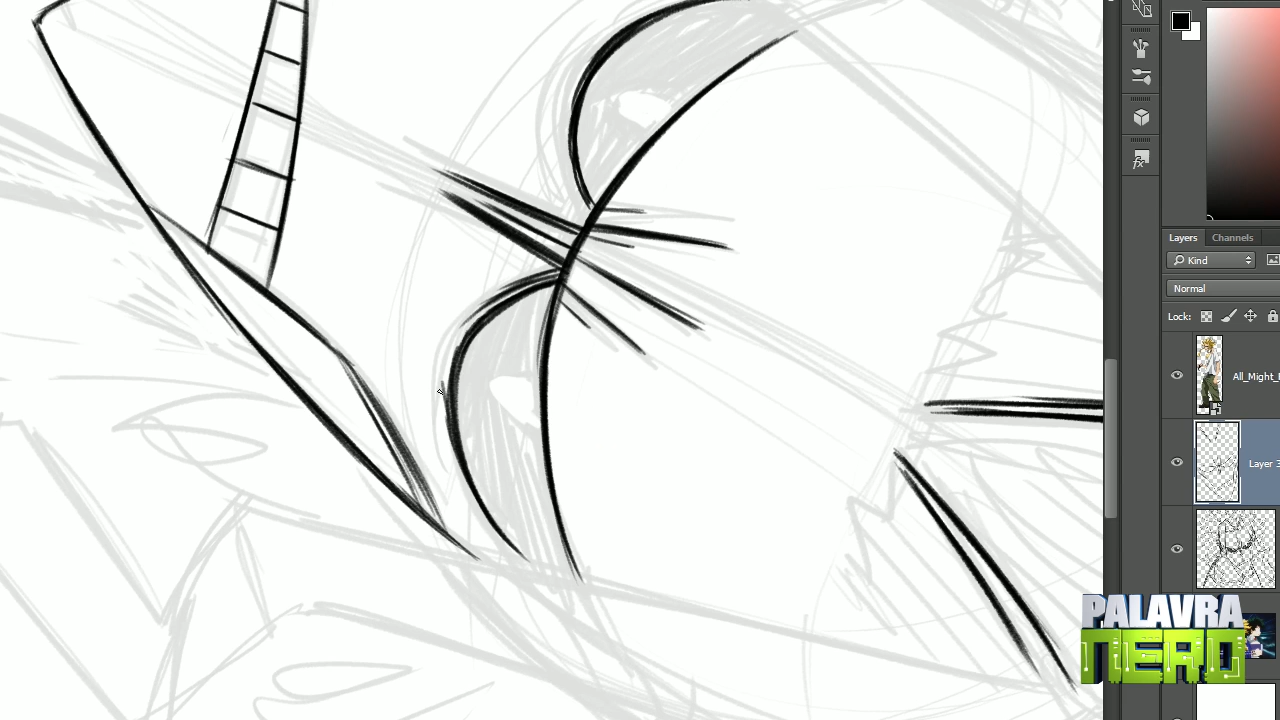 Layers Channels
Kind
Normal
Lock:
All_Might_
Layer 3
PALAVRA
NERD